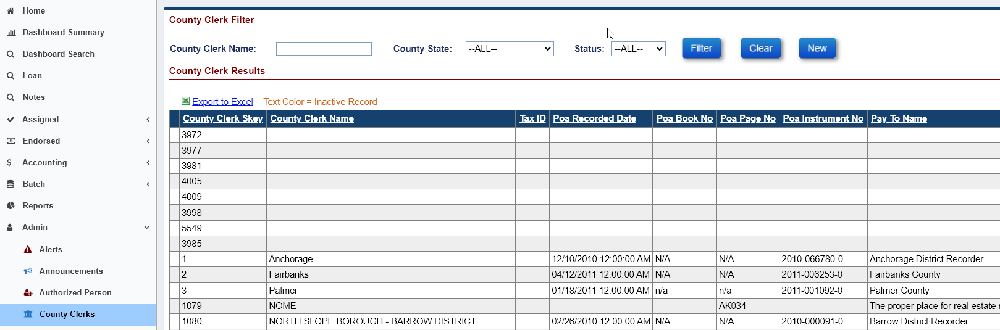 Home
Dashboard Summary
Dashboard Search
Loan
Notes
Assigned
Endorsed
Accounting
Batch
Reports
Admin
Alerts
Announcements
Authorized Person
County Clerks
County Clerk Filter
County Clerk Name: County State: --ALL-- Status: --ALL-- Filter Clear New
County Clerk Results
Export to Excel Text Color = Inactive Record
County Clerk Skey County Clerk Name Tax ID Poa Recorded Date Poa Book No Poa Page No Poa Instrument No Pay To Name
3972
3977
3981
4005
4009
3998
5549
3985
1 Anchorage 12/10/2010 12:00:00 AM N/A N/A 2010-066780-0 Anchorage District Recorder
2 Fairbanks 04/12/2011 12:00:00 AM N/A N/A 2011-006253-0 Fairbanks County
3 Palmer 01/18/2011 12:00:00 AM n/a n/a 2011-001092-0 Palmer County
1079 NOME AK034 The proper place for real estate
1080 NORTH SLOPE BOROUGH - BARROW DISTRICT 02/26/2010 12:00:00 AM N/A N/A 2010-000091-0 Barrow District Recorder